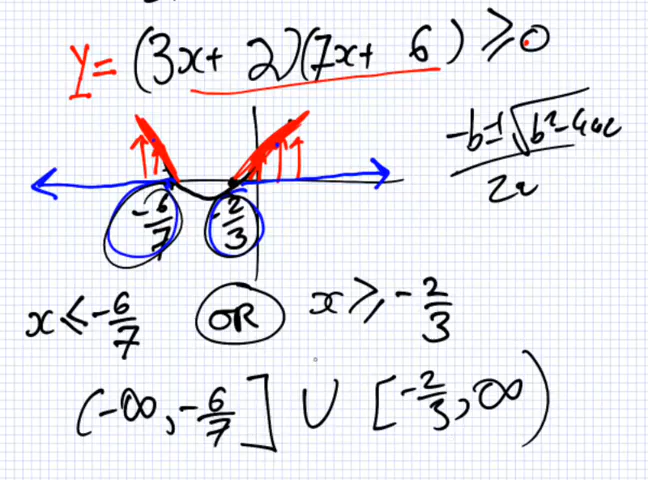 Y= (3x+ 2)(7x+ 6) ≥0
-b±√b²-4ac / 2a
-6/7 -2/3
x≤-6/7 OR x≥-2/3
(-∞,-6/7] ∪ [-2/3,∞)